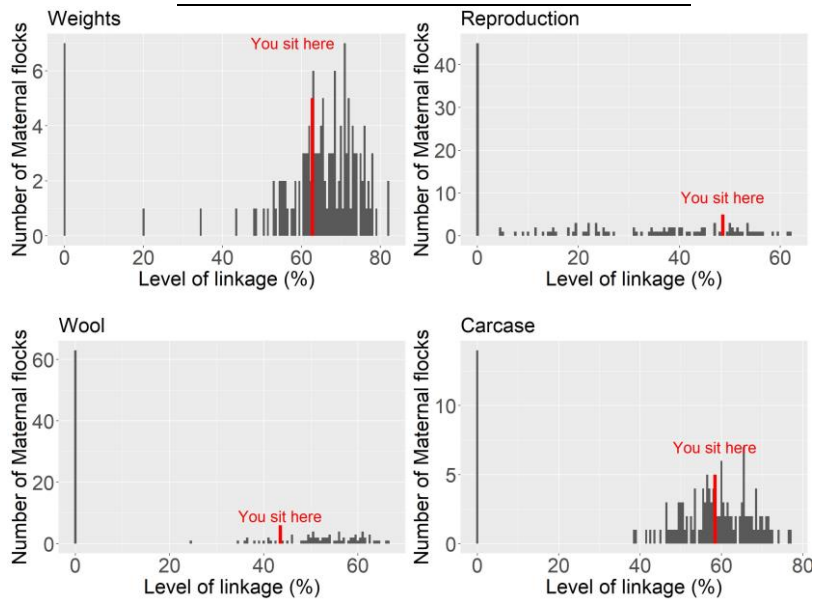 Weights
You sit here
Number of Maternal flocks
6
4
2
0
0 20 40 60 80
Level of linkage (%)
Reproduction
You sit here
Number of Maternal flocks
40
30
20
10
0
0 20 40 60
Level of linkage (%)
Wool
You sit here
Number of Maternal flocks
60
40
20
0
0 20 40 60
Level of linkage (%)
Carcase
You sit here
Number of Maternal flocks
10
5
0
0 20 40 60 80
Level of linkage (%)